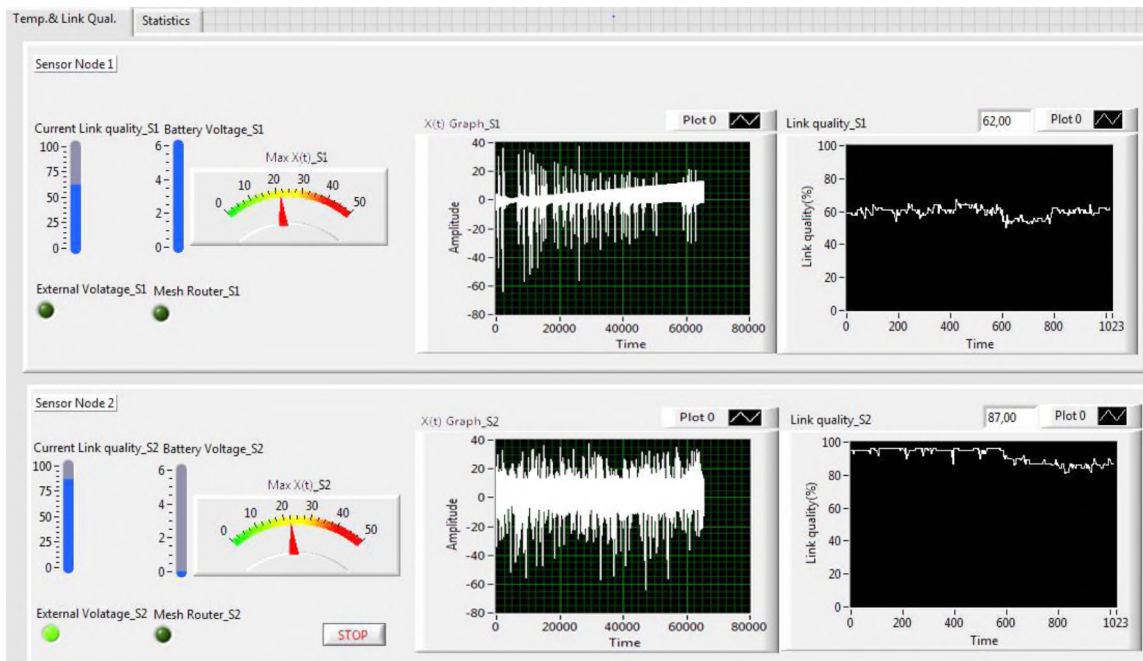 Temp.& Link Qual.
Statistics
Sensor Node 1
Current Link quality_S1
100
75
50
25
0
Battery Voltage_S1
6
4
2
0
Max X(t)_S1
0 10 20 30 40 50
External Volatage_S1
Mesh Router_S1
X(t) Graph_S1
Plot 0
Amplitude
40
20
0
-20
-40
-60
-80
0 20000 40000 60000 80000
Time
Link quality_S1
62,00
Plot 0
Link quality(%)
100
80
60
40
20
0
0 200 400 600 800 1023
Time
Sensor Node 2
Current Link quality_S2
100
75
50
25
0
Battery Voltage_S2
6
4
2
0
Max X(t)_S2
0 10 20 30 40 50
External Volatage_S2
Mesh Router_S2
STOP
X(t) Graph_S2
Plot 0
Amplitude
40
20
0
-20
-40
-60
-80
0 20000 40000 60000 80000
Time
Link quality_S2
87,00
Plot 0
Link quality(%)
100
80
60
40
20
0
0 200 400 600 800 1023
Time